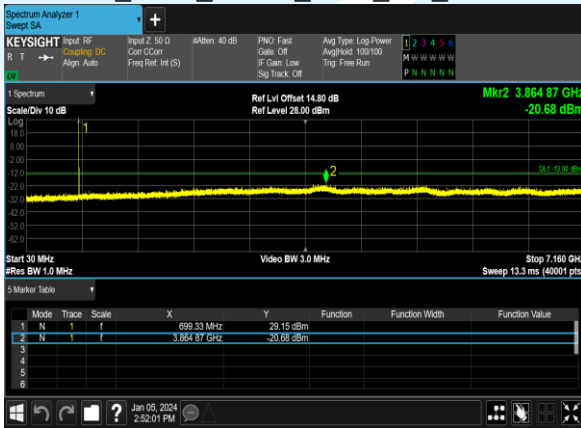 Spectrum Analyzer 1
Swept SA
+
KEYSIGHT Input: RF Input Z: 50 Ω #Atten: 40 dB PNO: Fast Avg Type: Log-Power 1 2 3 4 5 6
R T Coupling: DC Corr CCorr Gate: Off Avg|Hold: 100/100 M W W W W W
Align: Auto Freq Ref: Int (S) IF Gain: Low Trig: Free Run
Sig Track: Off P N N N N N
1 Spectrum Ref Lvl Offset 14.80 dB Mkr2 3.864 87 GHz
Scale/Div 10 dB Ref Level 28.00 dBm -20.68 dBm
Log
18.0
8.00
-2.00
-12.0
-22.0
-32.0
-42.0
-52.0
-62.0
1
2
DL1 -13.00 dBm
Start 30 MHz Video BW 3.0 MHz Stop 7.160 GHz
#Res BW 1.0 MHz Sweep 13.3 ms (40001 pts)
5 Marker Table
Mode Trace Scale X Y Function Function Width Function Value
1 N 1 f 699.33 MHz 29.15 dBm
2 N 1 f 3.864 87 GHz -20.68 dBm
3
4
5
6
? Jan 05, 2024
2:52:01 PM